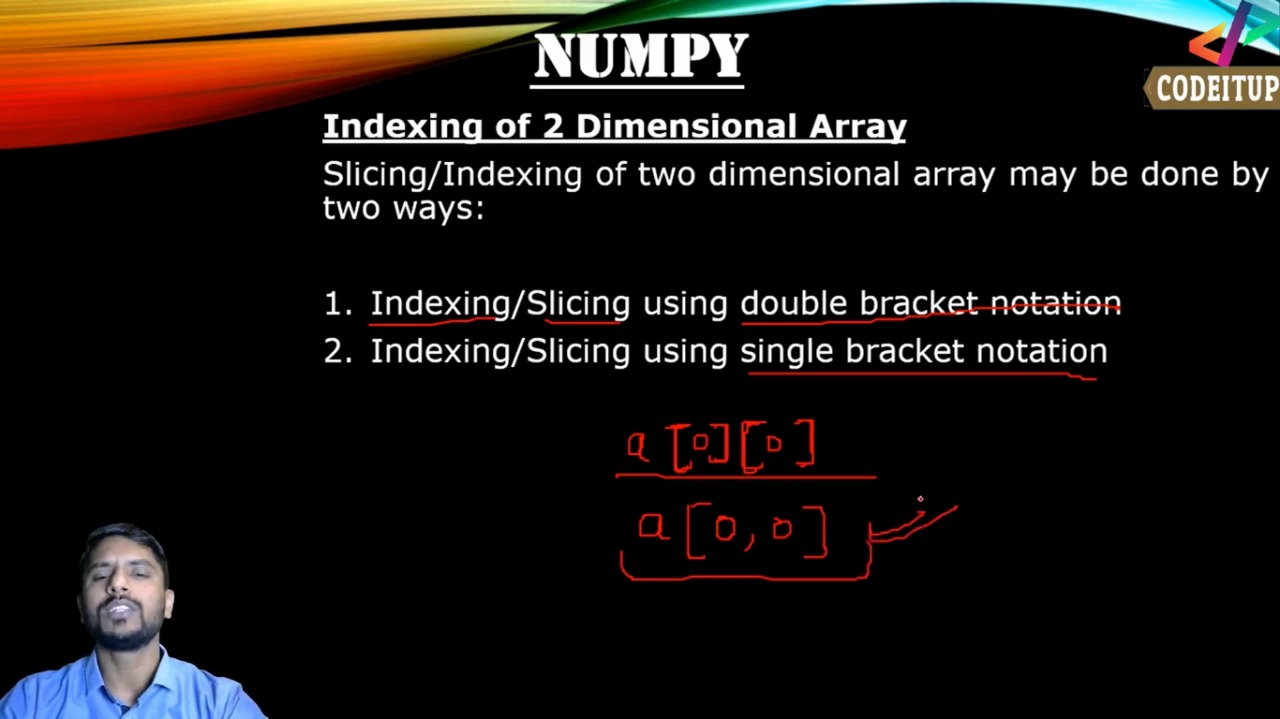 NUMPY
CODEITUP
Indexing of 2 Dimensional Array
Slicing/Indexing of two dimensional array may be done by
two ways:
1. Indexing/Slicing using double bracket notation
2. Indexing/Slicing using single bracket notation
a [0][0]
a [0,0]